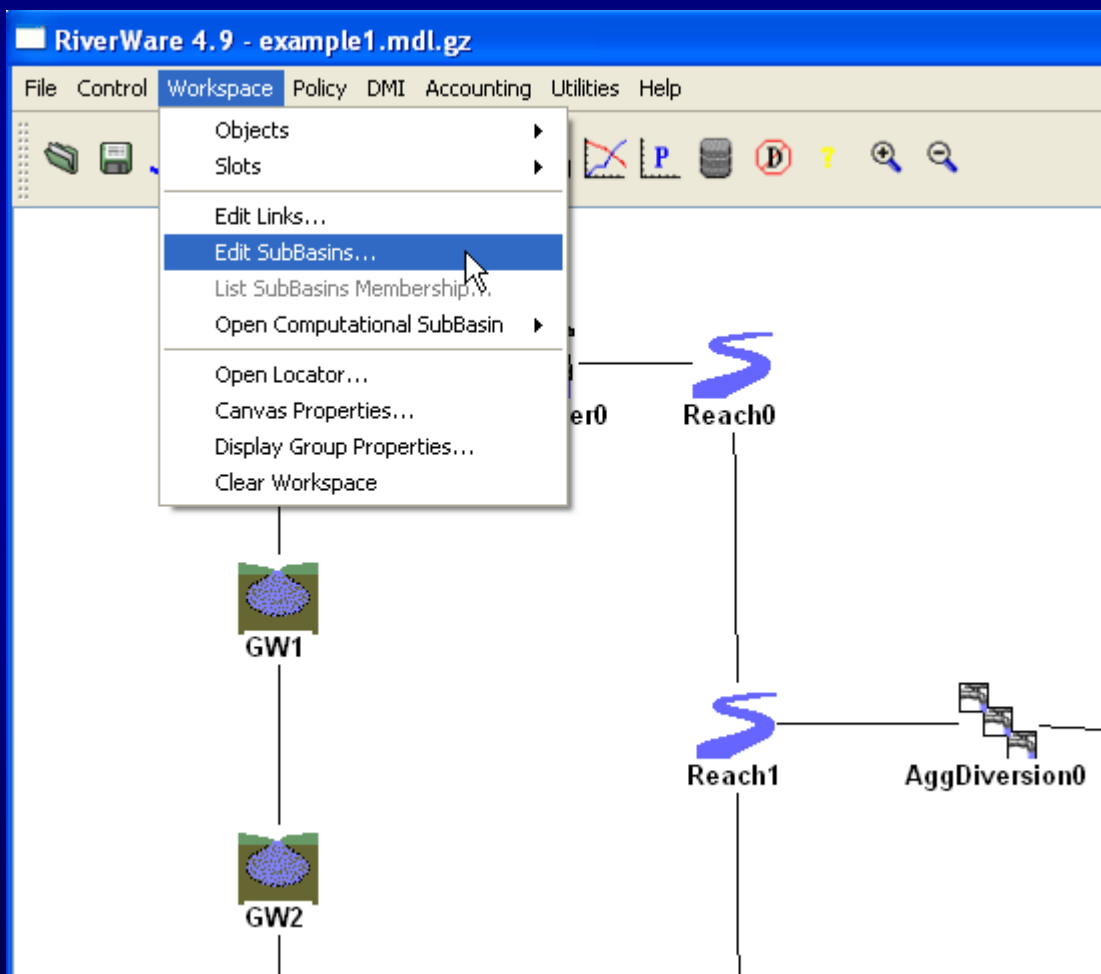 RiverWare 4.9 - example1.mdl.gz
File Control Workspace Policy DMI Accounting Utilities Help
Objects
Slots
P D ?
Edit Links...
Edit SubBasins...
List SubBasins Membership...
Open Computational SubBasin
Open Locator...
Canvas Properties...
Display Group Properties...
Clear Workspace
er0
Reach0
GW1
Reach1
AggDiversion0
GW2